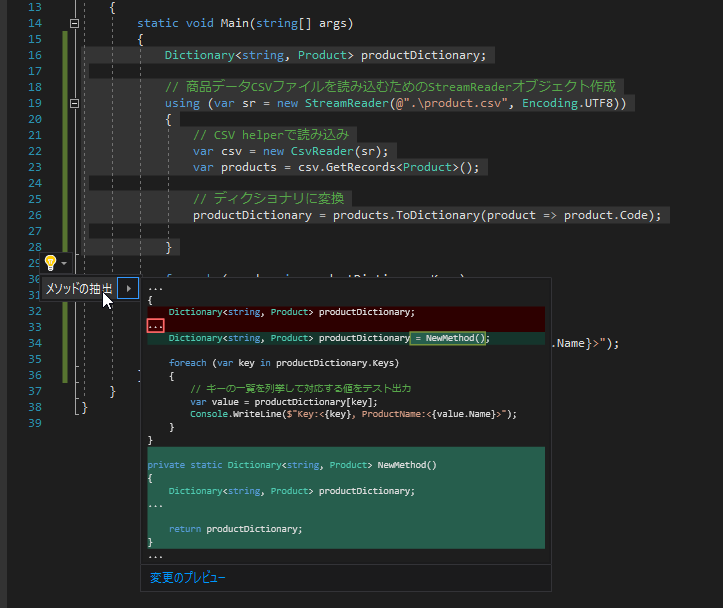 13 {
14 static void Main(string[] args)
15 {
16 Dictionary<string, Product> productDictionary;
17
18 // 商品データCSVファイルを読み込むためのStreamReaderオブジェクト作成
19 using (var sr = new StreamReader(@".\product.csv", Encoding.UTF8))
20 {
21 // CSV helperで読み込み
22 var csv = new CsvReader(sr);
23 var products = csv.GetRecords<Product>();
24
25 // ディクショナリに変換
26 productDictionary = products.ToDictionary(product => product.Code);
27
28 }
29
30
メソッドの抽出
31
32
33
34 .Name}>");
35
36
37 }
38 }
39
...
{
Dictionary<string, Product> productDictionary;
...
Dictionary<string, Product> productDictionary = NewMethod();
foreach (var key in productDictionary.Keys)
{
// キーの一覧を列挙して対応する値をテスト出力
var value = productDictionary[key];
Console.WriteLine($"Key:<{key}, ProductName:<{value.Name}>");
}
}
private static Dictionary<string, Product> NewMethod()
{
Dictionary<string, Product> productDictionary;
...
return productDictionary;
}
...
変更のプレビュー